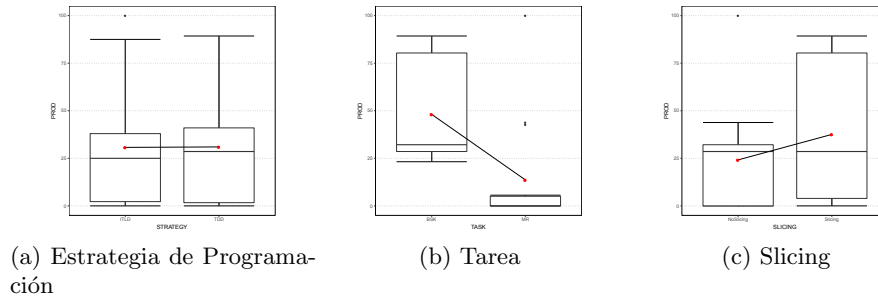 100
75
50
25
0
PROD
ITLD
TDD
STRATEGY
100
75
50
25
0
PROD
BSK
MR
TASK
100
75
50
25
0
PROD
NoSlicing
Slicing
SLICING
(a) Estrategia de Programa-
ción
(b) Tarea
(c) Slicing